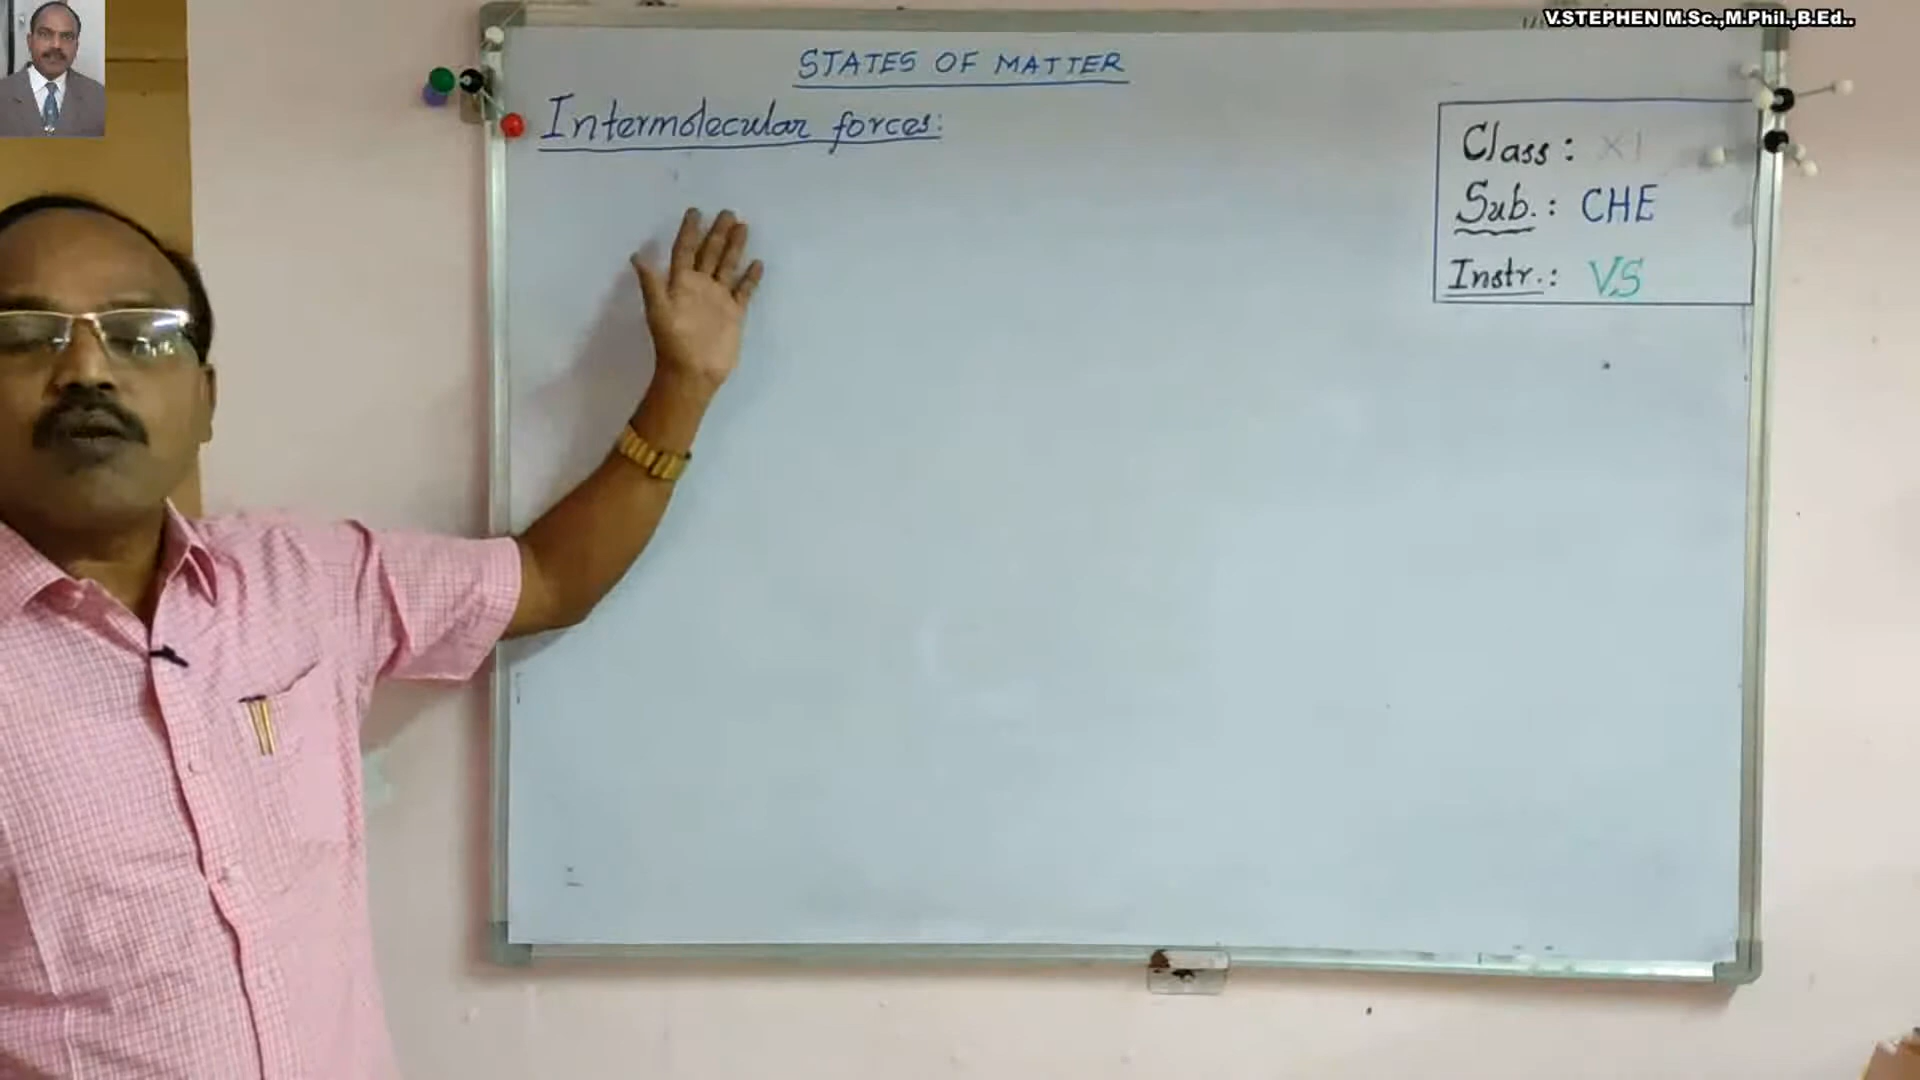 V.STEPHEN M.Sc.,M.Phil.,B.Ed..
STATES OF MATTER
Intermolecular forces:
Class: XI
Sub.: CHE
Instr.: VS